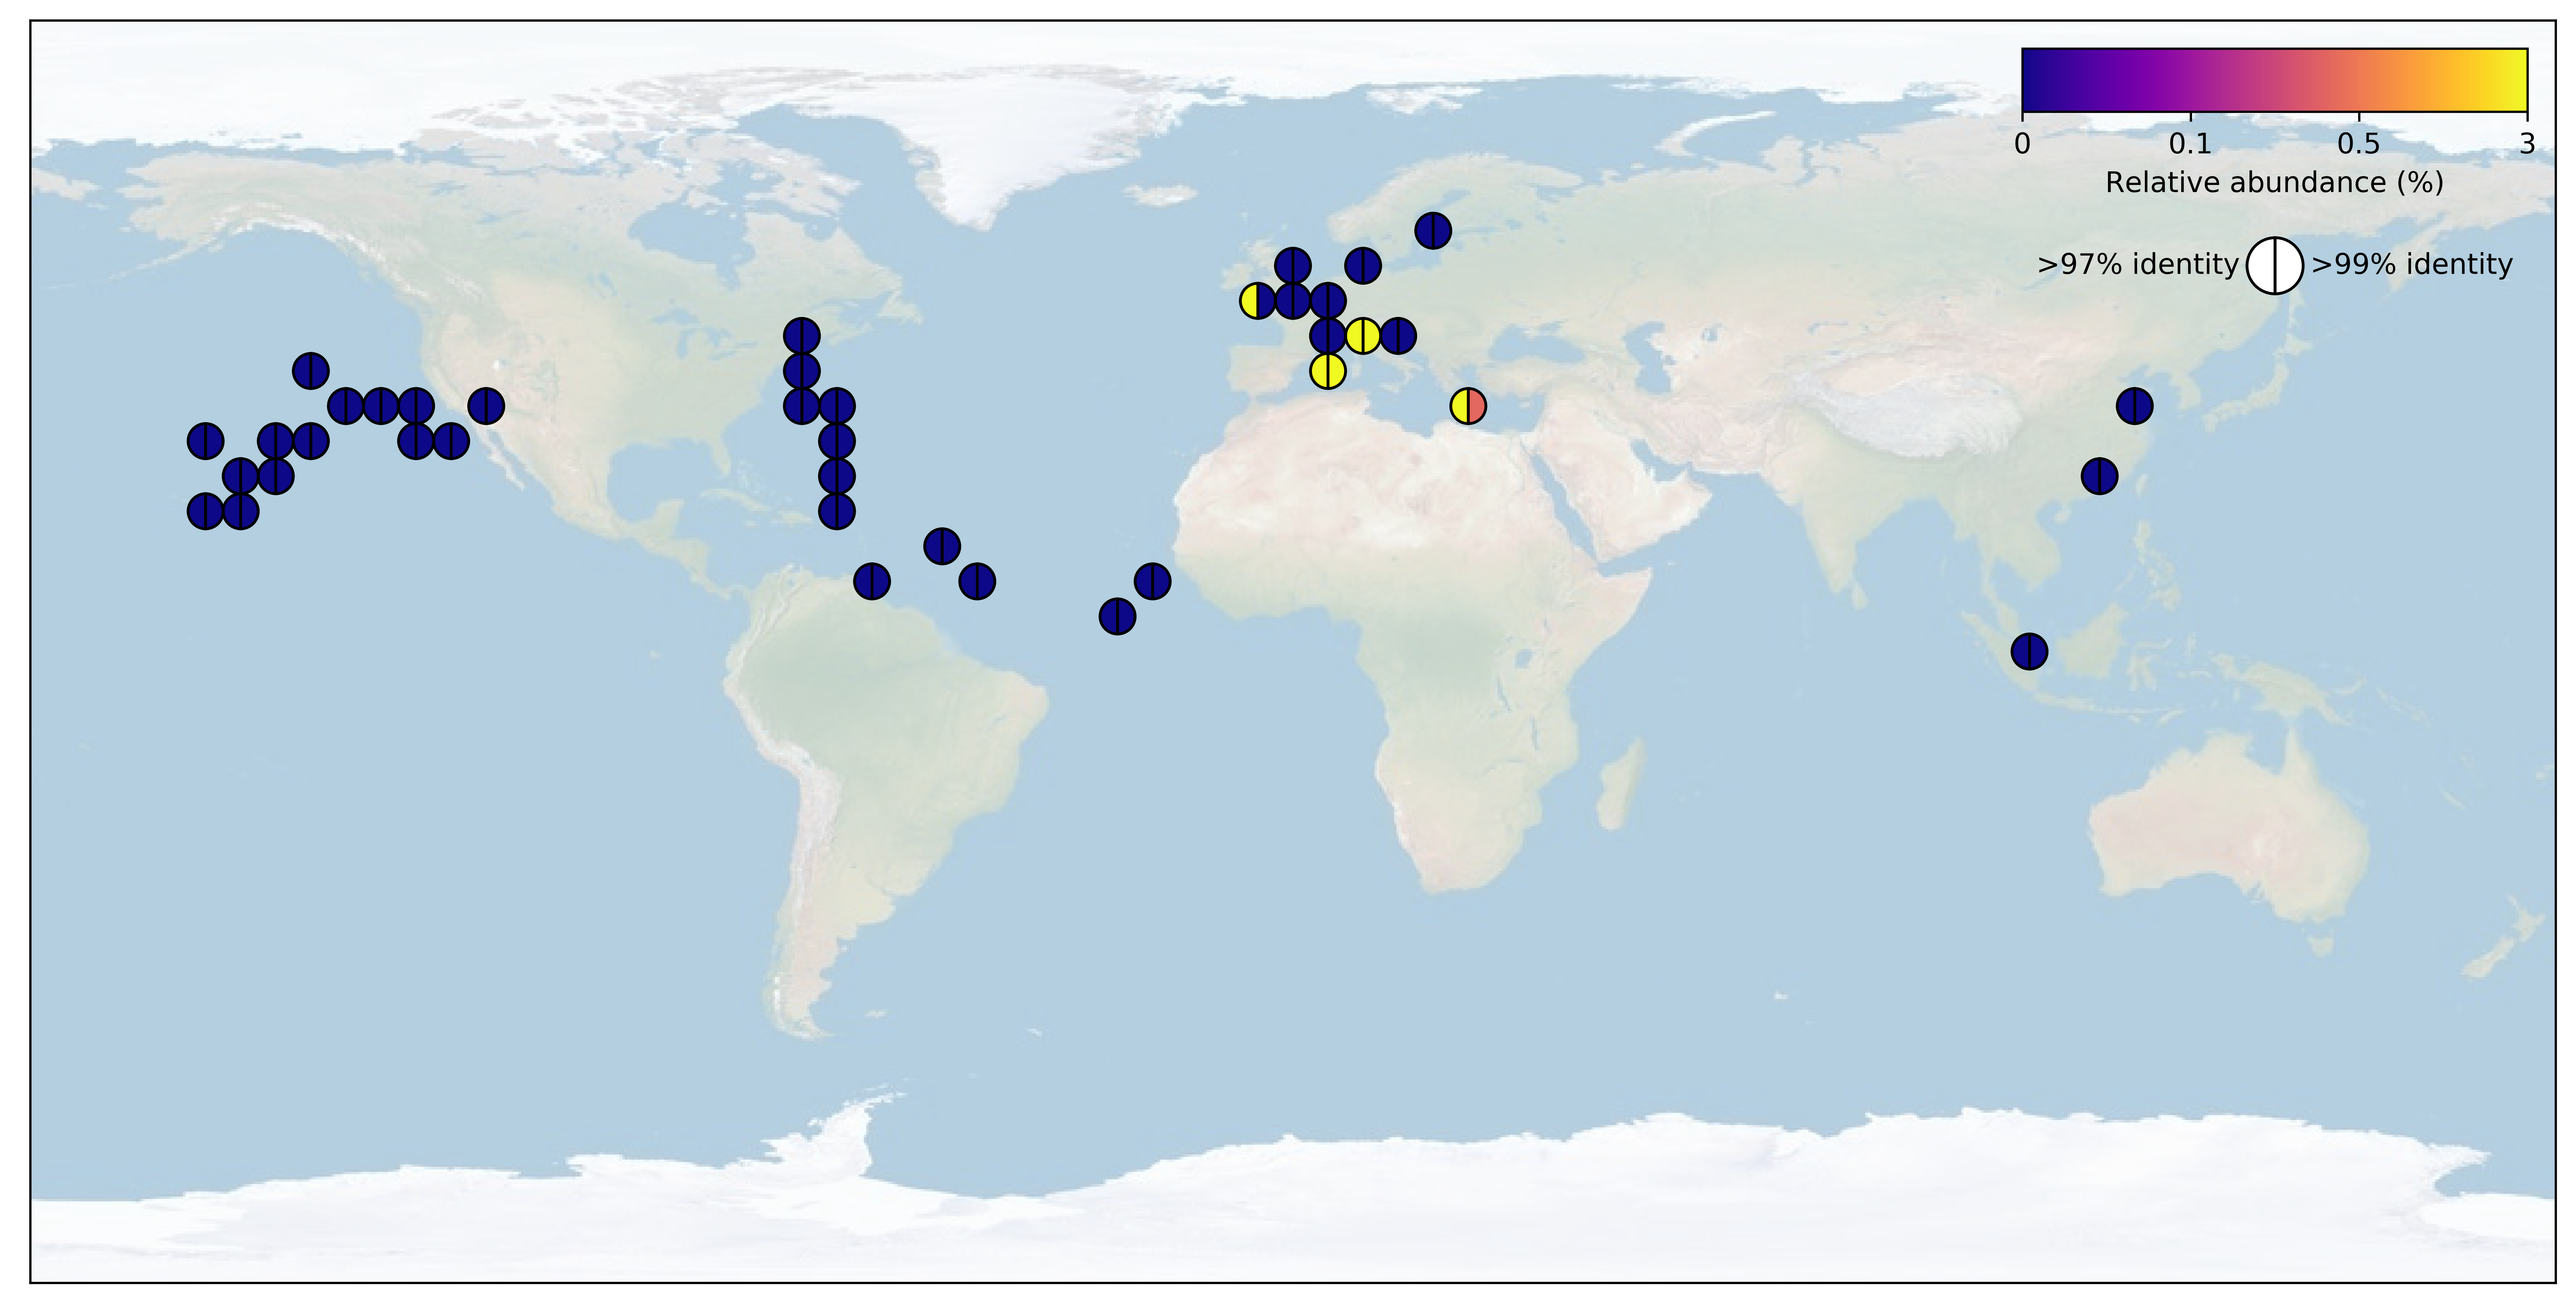 0 0.1 0.5 3
Relative abundance (%)
>97% identity >99% identity